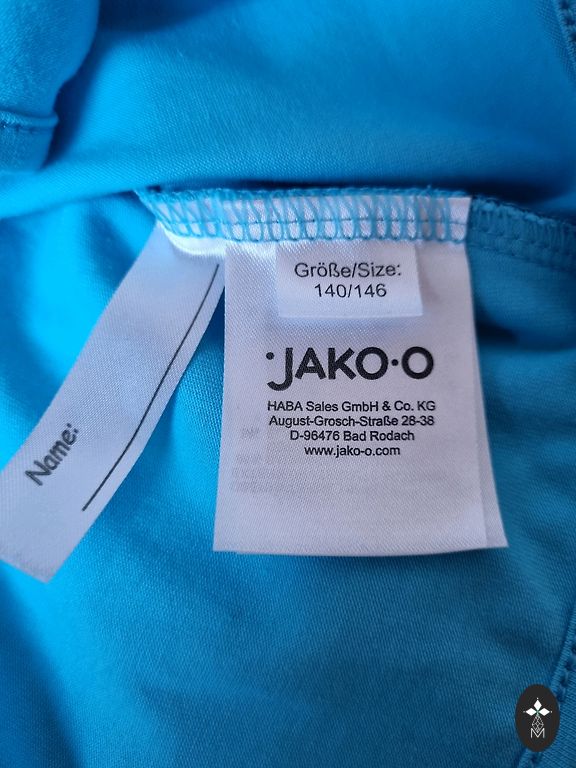 Größe/Size:
140/146
JAKO-O
HABA Sales GmbH & Co. KG
August-Grosch-Straße 28-38
D-96476 Bad Rodach
www.jako-o.com
Name:
M